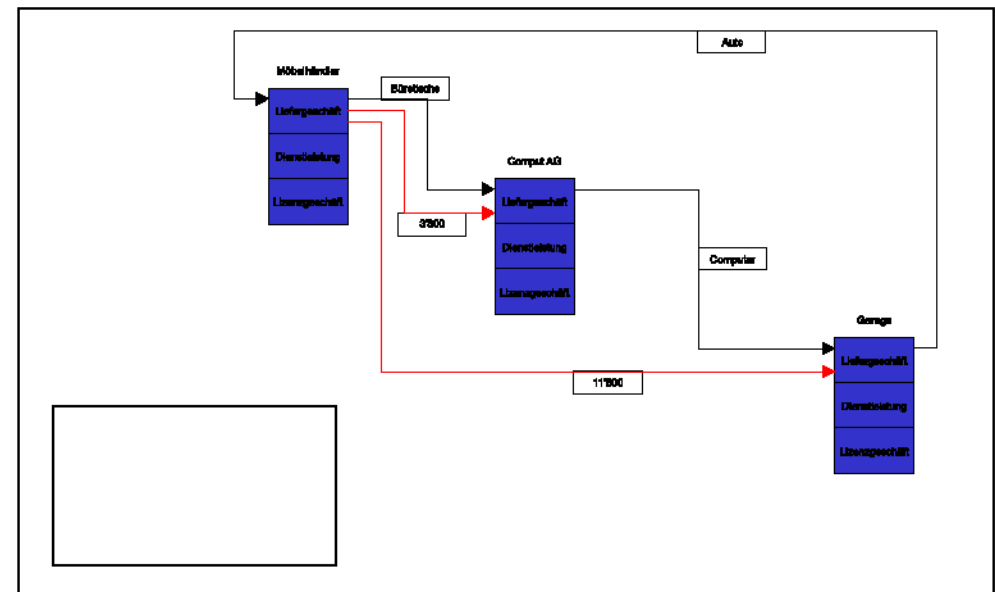 Auto
Möbelhändler
Bürotische
Liefergeschäft
Dienstleistung
Lizenzgeschäft
Comput AG
Liefergeschäft
3'800
Dienstleistung
Computer
Lizenzgeschäft
Garage
Liefergeschäft
11'800
Dienstleistung
Lizenzgeschäft